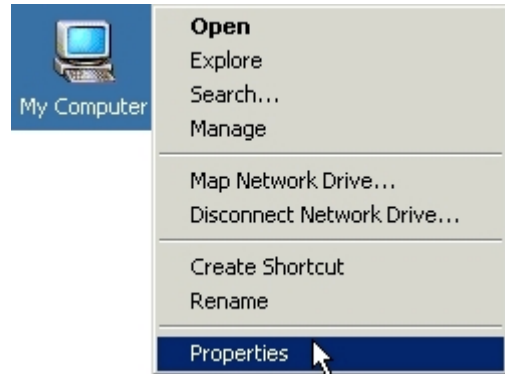 My Computer
Open
Explore
Search...
Manage
Map Network Drive...
Disconnect Network Drive...
Create Shortcut
Rename
Properties